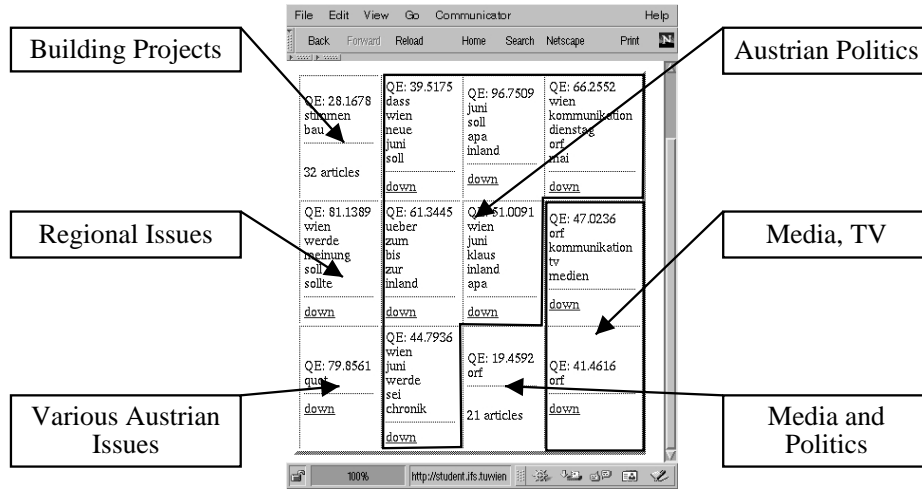 File Edit View Go Communicator Help
Back Forward Reload Home Search Netscape Print N
Building Projects
Austrian Politics
Regional Issues
Media, TV
Various Austrian
Issues
Media and
Politics
QE: 28.1678
stimmen
bau
32 articles
QE: 39.5175
dass
wien
neue
juni
soll
down
QE: 96.7509
juni
soll
apa
inland
down
QE: 66.2552
wien
kommunikation
dienstag
orf
mai
down
QE: 81.1389
wien
werde
meinung
soll
sollte
down
QE: 61.3445
ueber
zum
bis
zur
inland
down
QE: 51.0091
wien
juni
klaus
inland
apa
down
QE: 47.0236
orf
kommunikation
tv
medien
down
QE: 79.8561
quot
down
QE: 44.7936
wien
juni
werde
sei
chronik
down
QE: 19.4592
orf
21 articles
QE: 41.4616
orf
down
100% http://student.ifs.tuwien